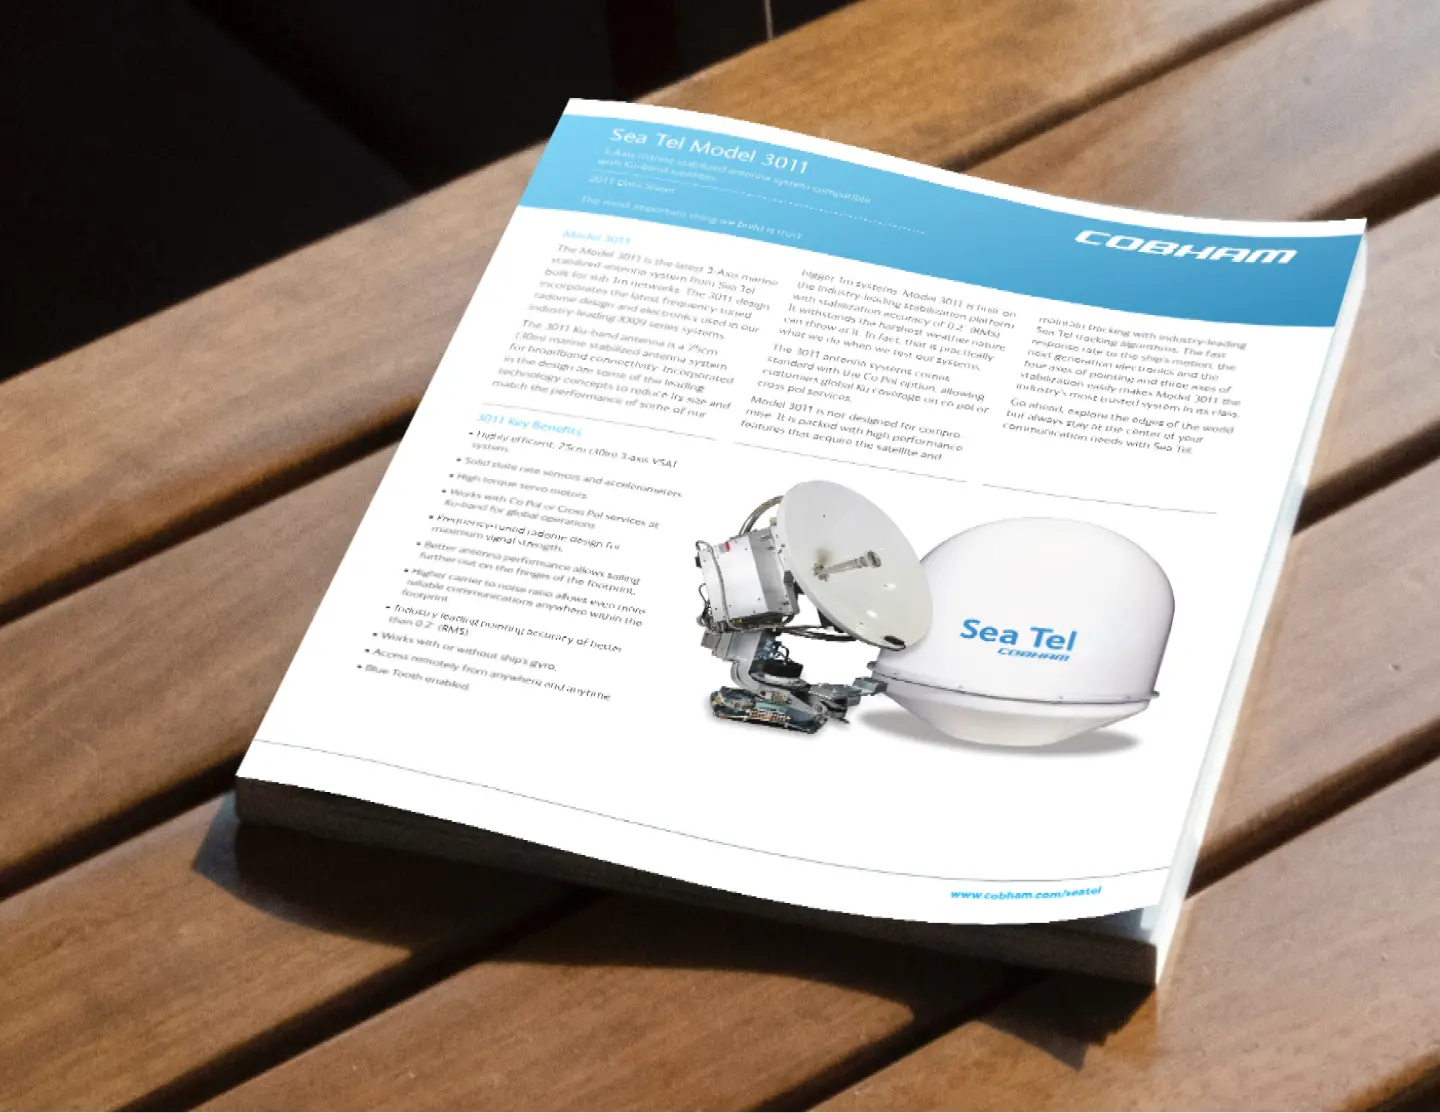 Sea Tel Model 3011
3-Axis marine stabilized antenna system compatible
with Ku-band satellites
2011 Data Sheet
The most important thing we build is trust
COBHAM
Model 3011
The Model 3011 is the latest 3-Axis marine
stabilized antenna system from Sea Tel
built for sub 1m networks. The 3011 design
incorporates the latest frequency tuned
radome design and electronics used in our
industry leading XX09 series systems.
The 3011 Ku-band antenna is a 75cm
(30in) marine stabilized antenna system
for broadband connectivity. Incorporated
in the design are some of the leading
technology concepts to reduce its size and
match the performance of some of our
bigger 1m systems. Model 3011 is built on
the industry-leading stabilization platform
with stabilization accuracy of 0.2° (RMS)
It withstands the harshest weather nature
can throw at it. In fact, that is practically
what we do when we test our systems.
The 3011 antenna systems comes
standard with the Co Pol option, allowing
customers global Ku coverage on co pol or
cross pol services.
Model 3011 is not designed for compro-
mise. It is packed with high performance
features that acquire the satellite and
maintain tracking with industry-leading
Sea Tel tracking algorithms. The fast
response rate to the ship's motion, the
next generation electronics and the
four axes of pointing and three axes of
stabilization easily makes Model 3011 the
industry's most trusted system in its class.
Go ahead, explore the edges of the world
but always stay at the center of your
communication needs with Sea Tel.
3011 Key Benefits
• Highly efficient, 75cm (30in) 3-axis VSAT
system.
• Solid state rate sensors and accelerometers
• High torque servo motors
• Works with Co Pol or Cross Pol services at
Ku-band for global operations
• Frequency-tuned radome design for
maximum signal strength.
• Better antenna performance allows sailing
further out on the fringes of the footprint,
• Higher carrier to noise ratio allows even more
reliable communications anywhere within the
footprint
• Industry leading pointing accuracy of better
than 0.2° (RMS)
• Works with or without ship's gyro.
• Access remotely from anywhere and anytime
• Blue Tooth enabled.
Sea Tel
COBHAM
www.cobham.com/seatel